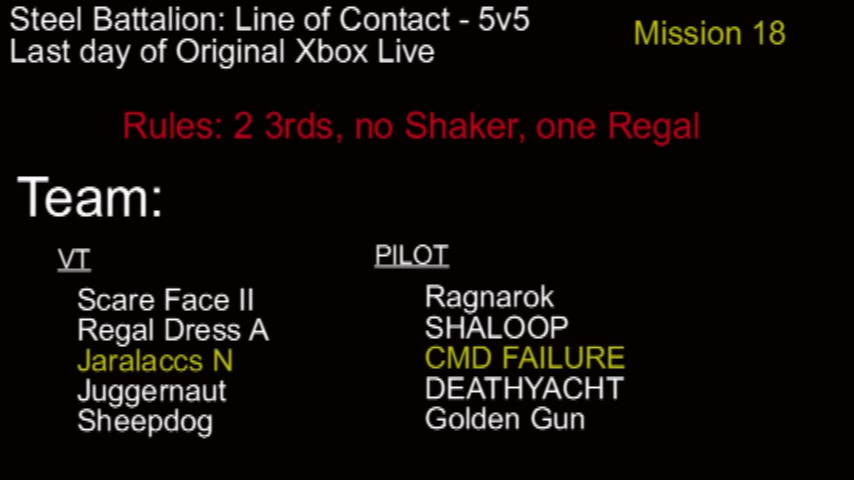 Steel Battalion: Line of Contact - 5v5
Last day of Original Xbox Live
Mission 18
Rules: 2 3rds, no Shaker, one Regal
Team:
VT PILOT
Scare Face II Ragnarok
Regal Dress A SHALOOP
Jaralaccs N CMD FAILURE
Juggernaut DEATHYACHT
Sheepdog Golden Gun